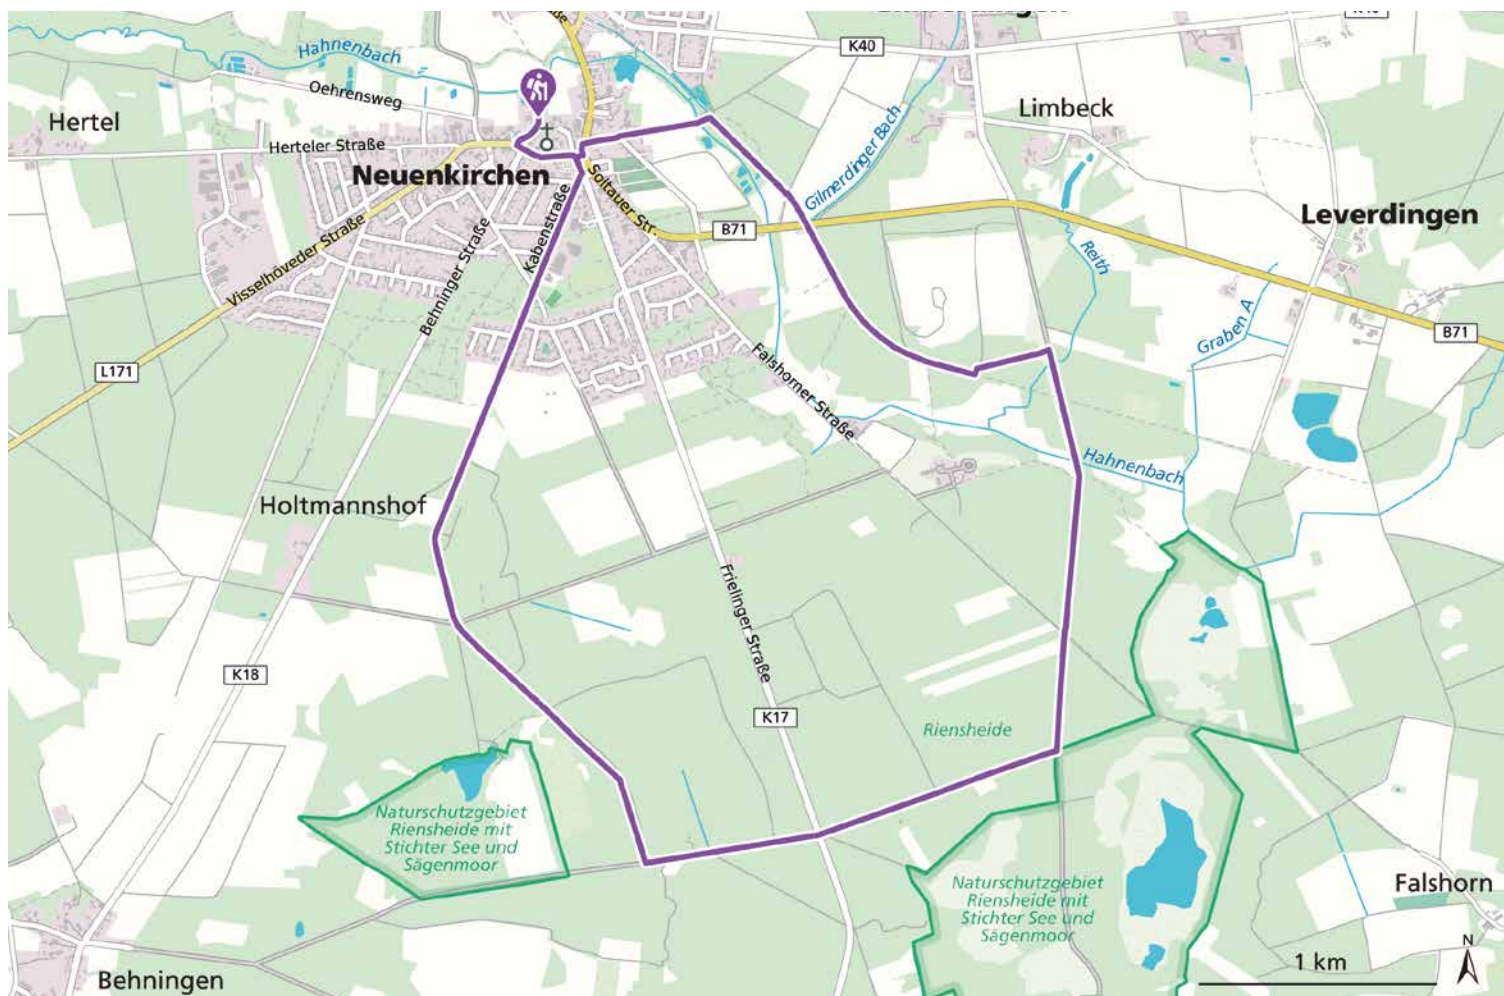 Hahnenbach
K40
Oehrensweg
Hertel
Limbeck
Herteler Straße
Neuenkirchen
Gilmerdinger Bach
Soltauer Str.
Kabenstraße
Leverdingen
B71
Behninger Straße
Visselhöveder Straße
Reith
Graben A
B71
L171
Falshorner Straße
Hahnenbach
Holtmannshof
Frielinger Straße
K18
K17
Riensheide
Naturschutzgebiet
Riensheide mit
Stichter See und
Sägenmoor
Naturschutzgebiet
Riensheide mit
Stichter See und
Sägenmoor
Falshorn
N
1 km
Behningen